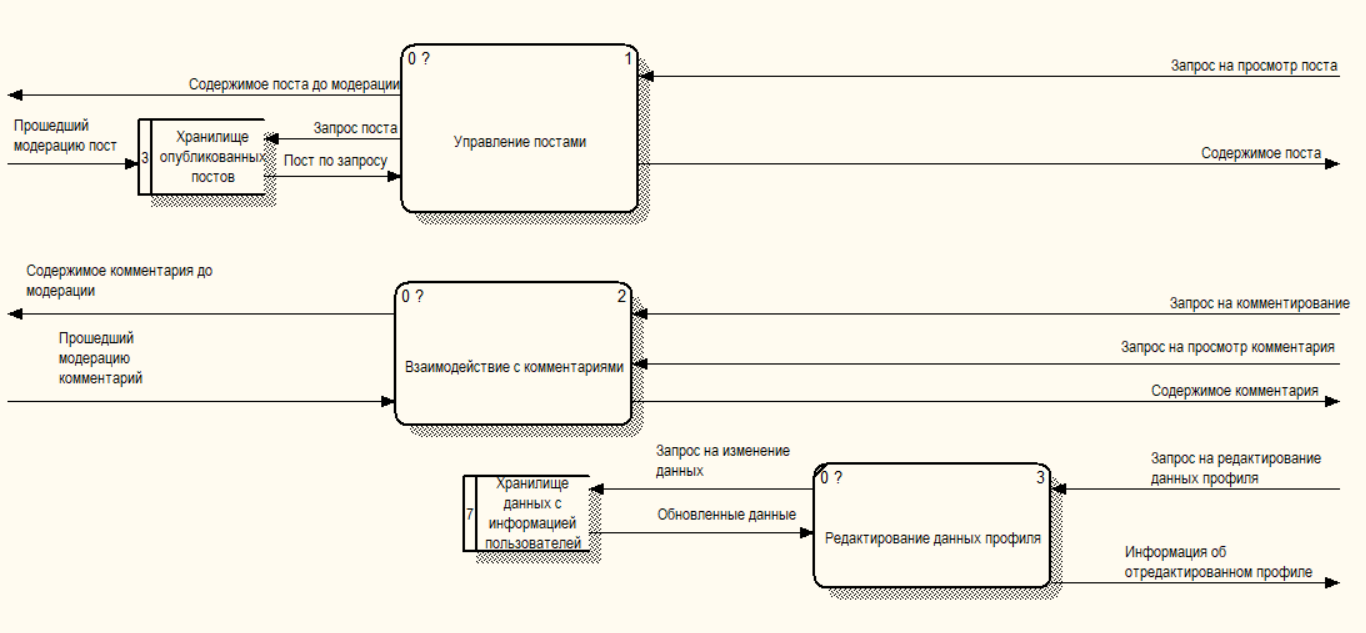 0 ?
1
Запрос на просмотр поста
Содержимое поста до модерации
Прошедший
модерацию пост
3
Хранилище
опубликованных
постов
Запрос поста
Пост по запросу
Управление постами
Содержимое поста
Содержимое комментария до
модерации
0 ?
2
Запрос на комментирование
Прошедший
модерацию
комментарий
Взаимодействие с комментариями
Запрос на просмотр комментария
Содержимое комментария
Запрос на изменение
данных
7
Хранилище
данных с
информацией
пользователей
Обновленные данные
0 ?
3
Редактирование данных профиля
Запрос на редактирование
данных профиля
Информация об
отредактированном профиле